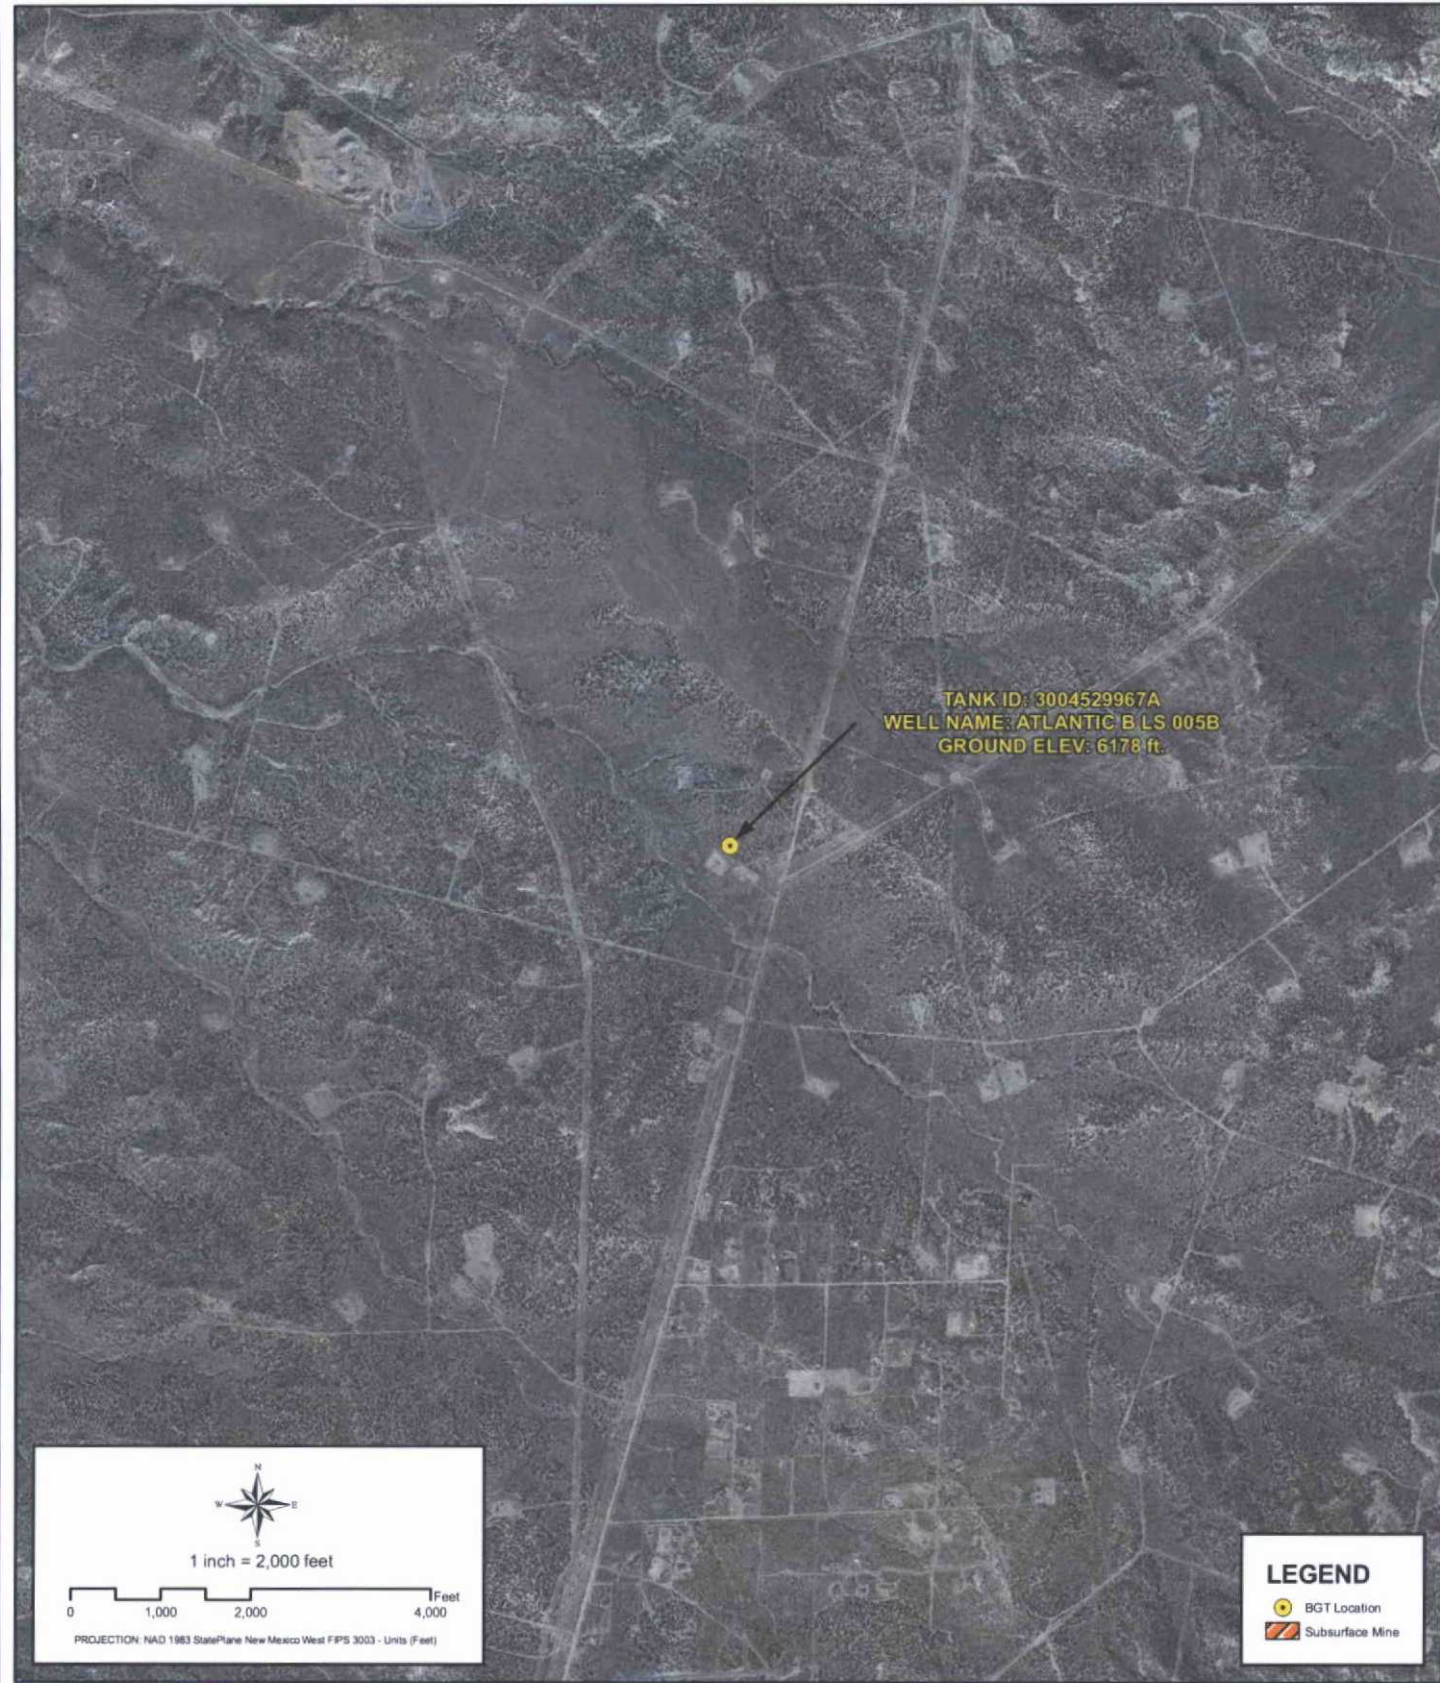 TANK ID: 3004529967A
WELL NAME: ATLANTIC B LS 005B
GROUND ELEV: 6178 ft.
N
W E
S
1 inch = 2,000 feet
Feet
0 1,000 2,000 4,000
PROJECTION: NAD 1983 StatePlane New Mexico West FIPS 3003 - Units (Feet)
LEGEND
BGT Location
Subsurface Mine